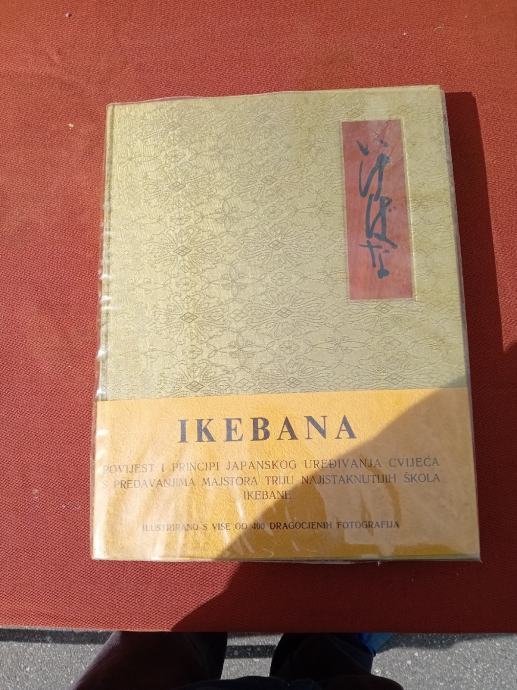 いけばな
IKEBANA
POVIJEST I PRINCIPI JAPANSKOG UREĐIVANJA CVIJEĆA
S PREDAVANJIMA MAJSTORA TRIJU NAJISTAKNUTIJIH ŠKOLA
IKEBANE
ILUSTRIRANO S VIŠE OD 400 DRAGOCJENIH FOTOGRAFIJA